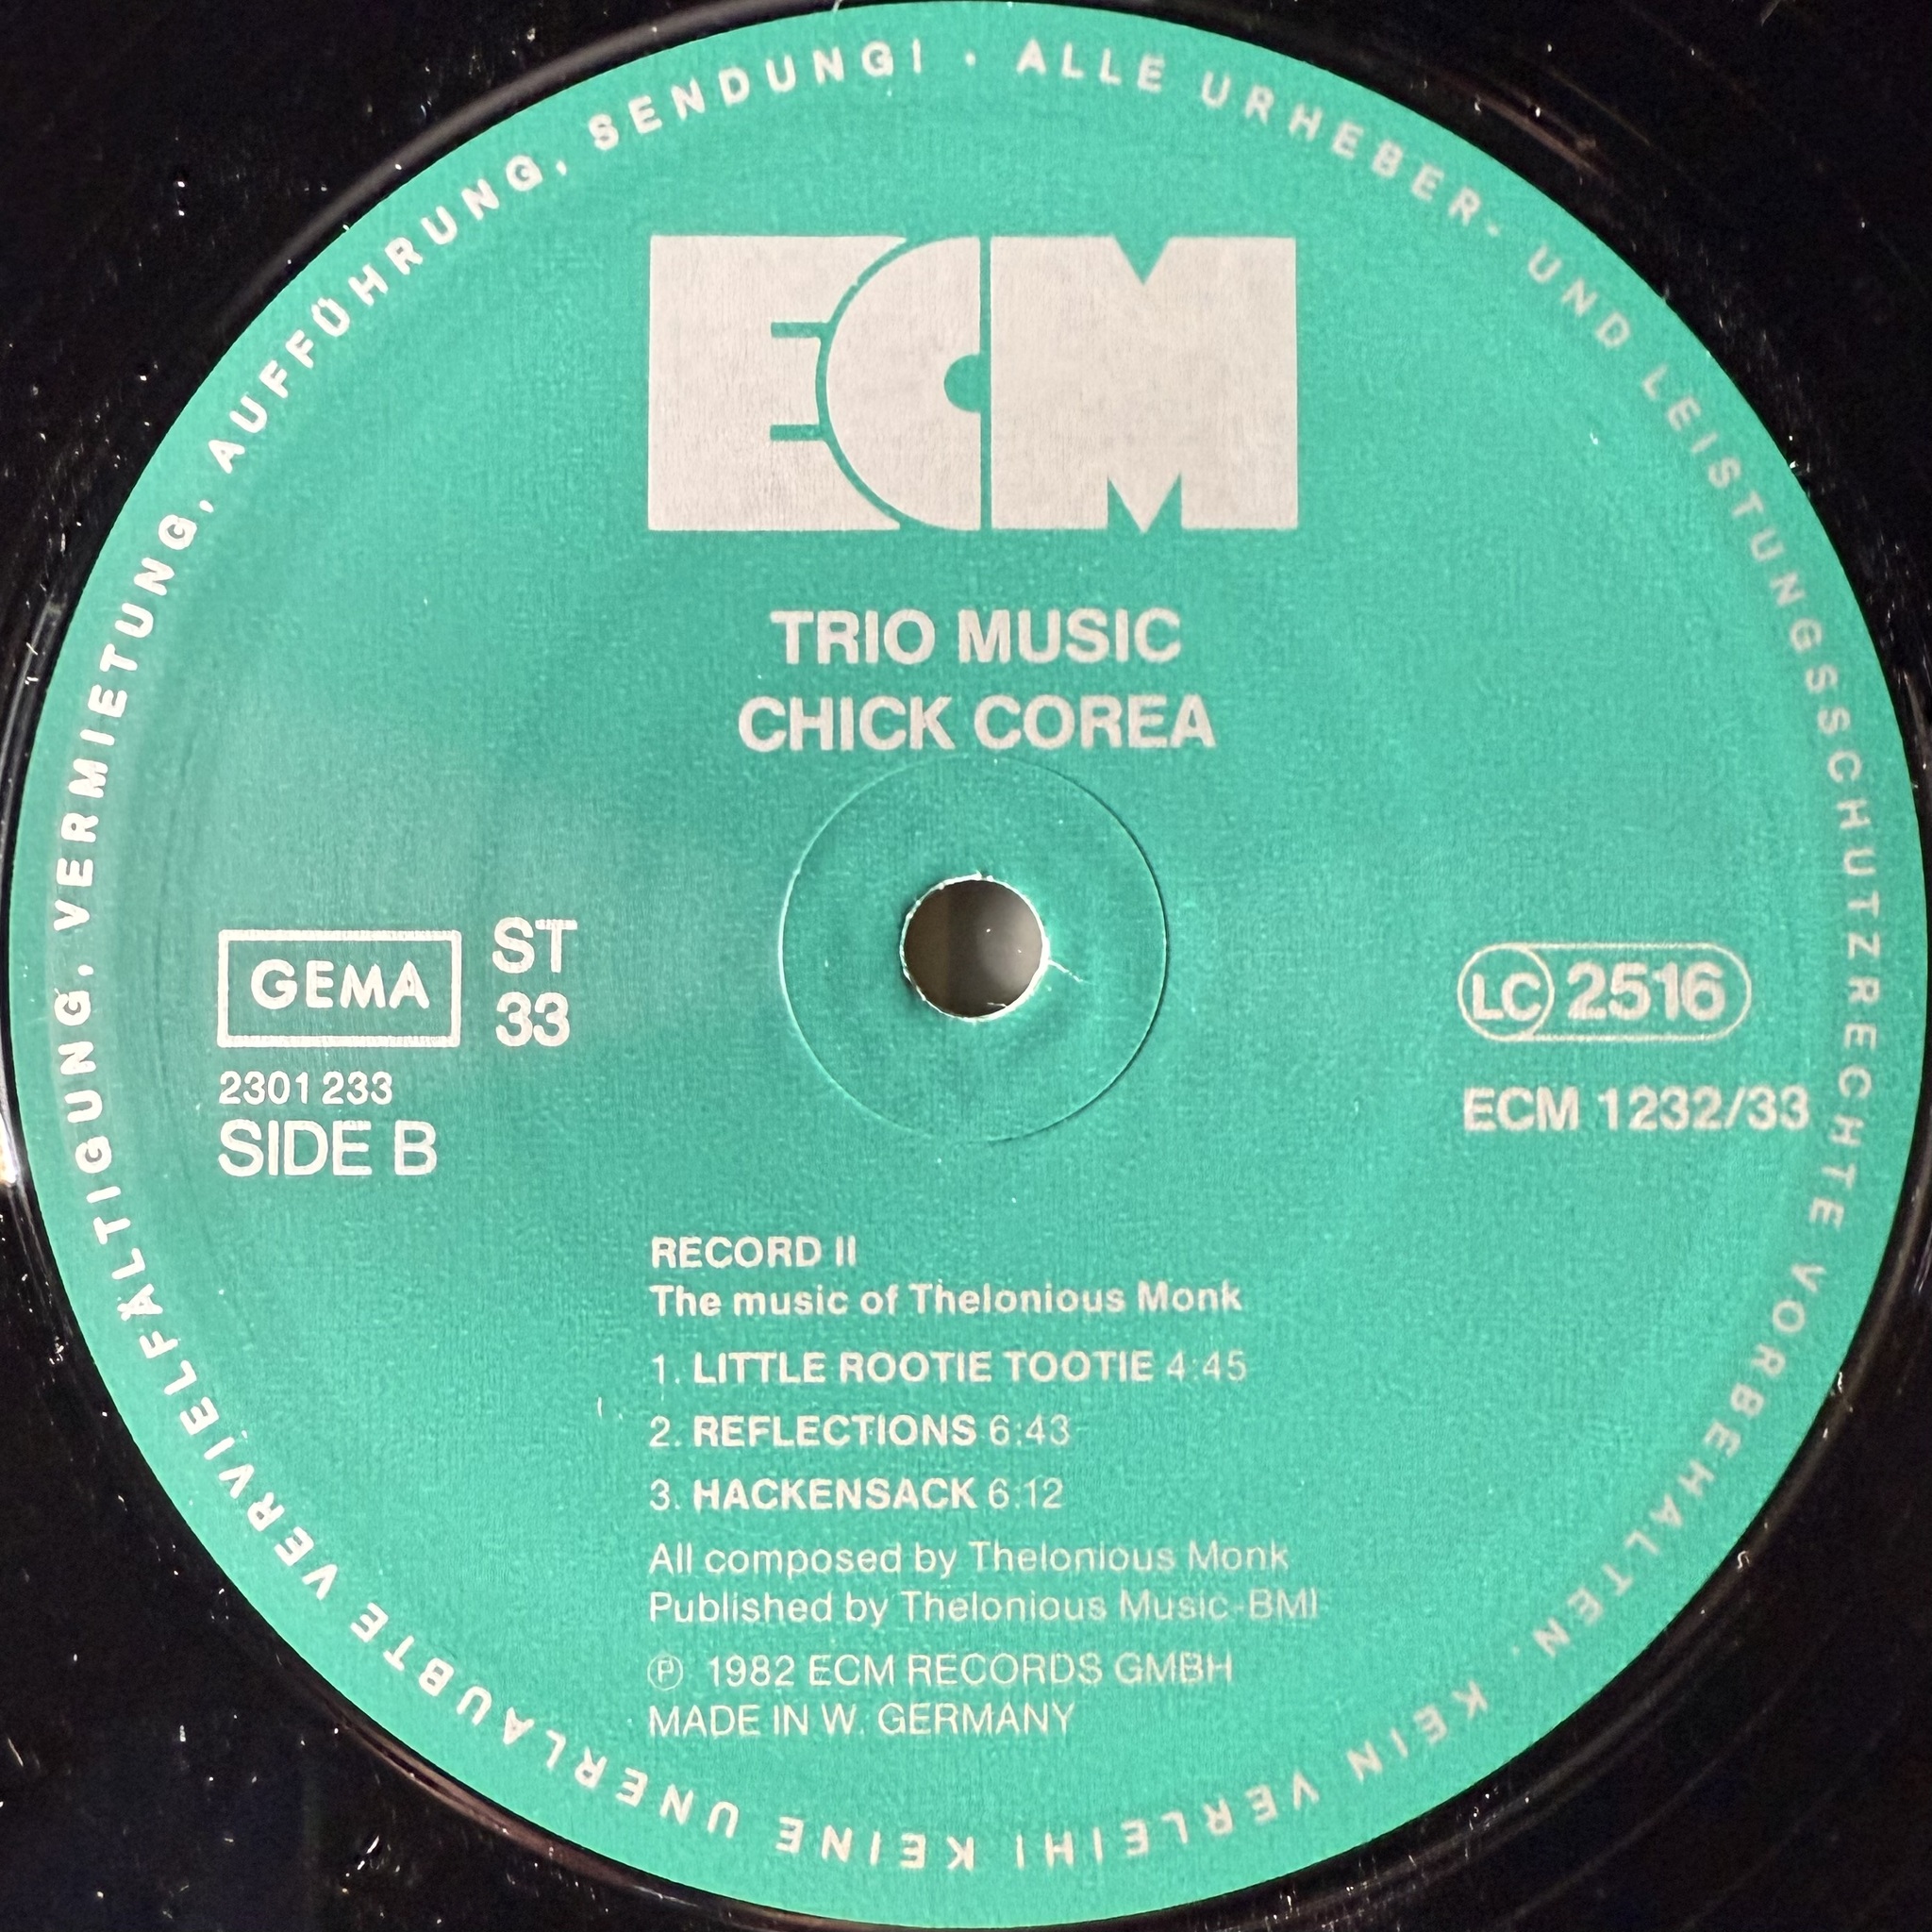 ALLE URHEBER- UND LEISTUNGSSCHUTZRECHTE VORBEHALTEN. KEIN VERLEIH! KEINE UNERLAUBTE VERVIELFÄLTIGUNG, VERMIETUNG, AUFFÜHRUNG, SENDUNG! ·
ECM
TRIO MUSIC
CHICK COREA
GEMA
ST
33
2301 233
SIDE B
LC 2516
ECM 1232/33
RECORD II
The music of Thelonious Monk
1. LITTLE ROOTIE TOOTIE 4:45
2. REFLECTIONS 6:43
3. HACKENSACK 6:12
All composed by Thelonious Monk
Published by Thelonious Music-BMI
Ⓟ 1982 ECM RECORDS GMBH
MADE IN W. GERMANY